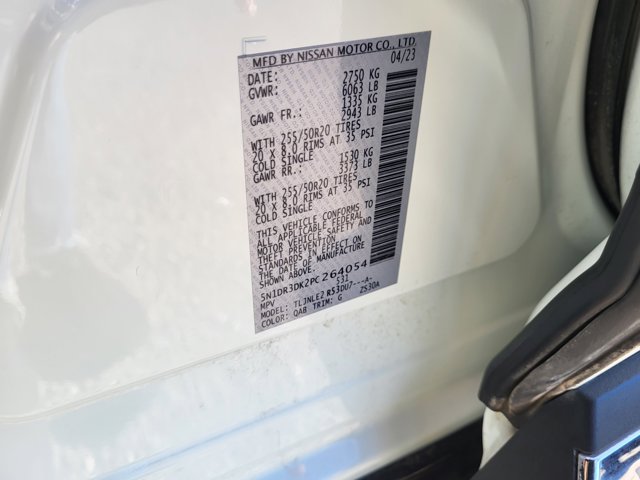 MFD BY NISSAN MOTOR CO., LTD.
DATE: 04/23
GVWR: 2750 KG
6063 LB
GAWR FR.: 1335 KG
2943 LB
WITH 255/50R20 TIRES
20 X 8.0 RIMS AT 35 PSI
COLD SINGLE
GAWR RR.: 1530 KG
3373 LB
WITH 255/50R20 TIRES
20 X 8.0 RIMS AT 35 PSI
COLD SINGLE
THIS VEHICLE CONFORMS TO
ALL APPLICABLE FEDERAL
MOTOR VEHICLE SAFETY AND
THEFT PREVENTION
STANDARDS IN EFFECT ON
THE DATE OF MANUFACTURE
SHOWN ABOVE.
5N1DR3DK2PC264054
MPV 531
MODEL: TLJNLE2 R53DU7---A-
COLOR: QAB TRIM: G ZS30A